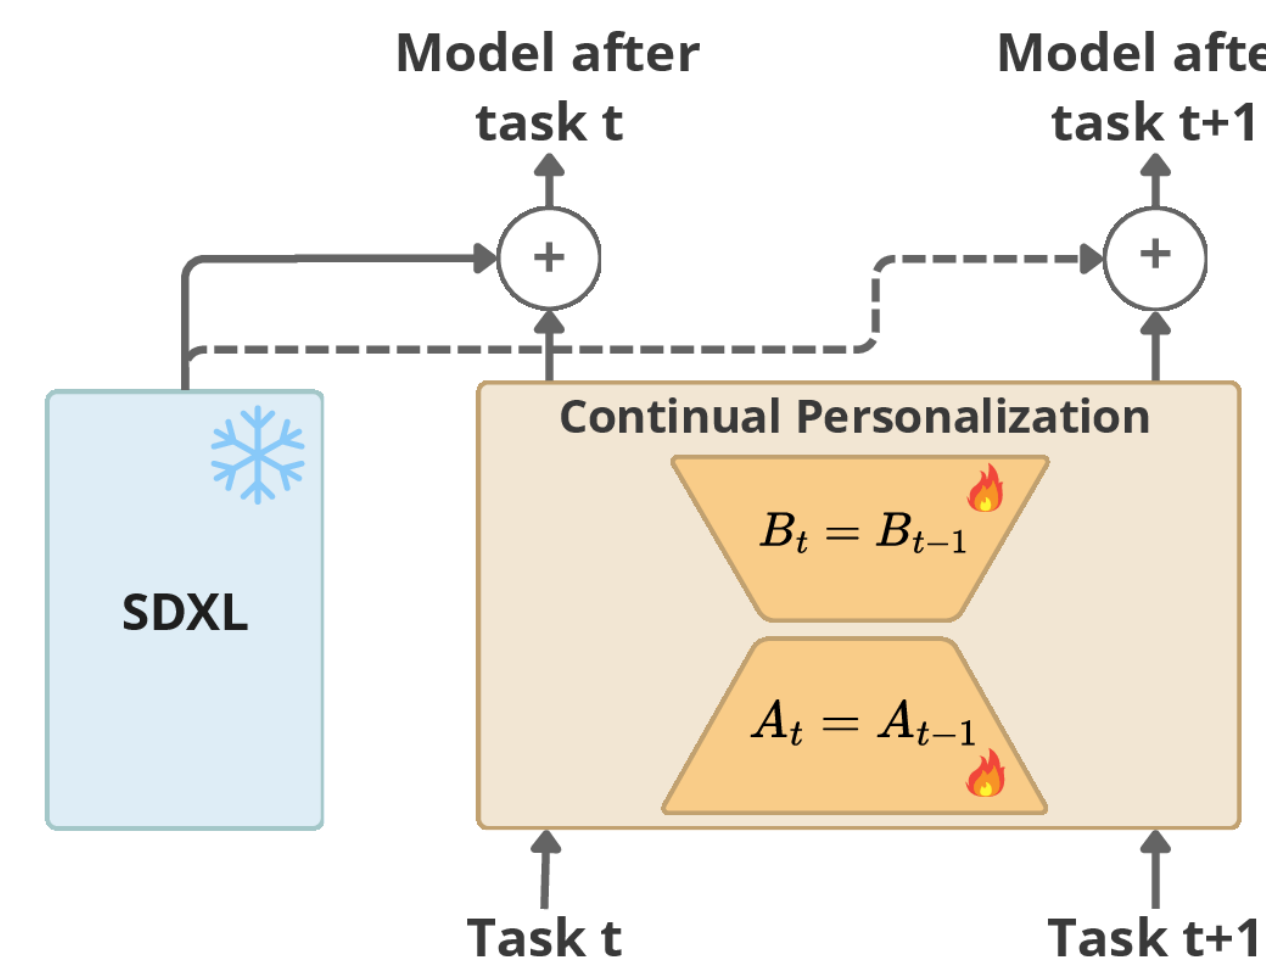 Model after
task t
Model afte
task t+1
+
+
Continual Personalization
B_t = B_{t-1}
SDXL
A_t = A_{t-1}
Task t
Task t+1